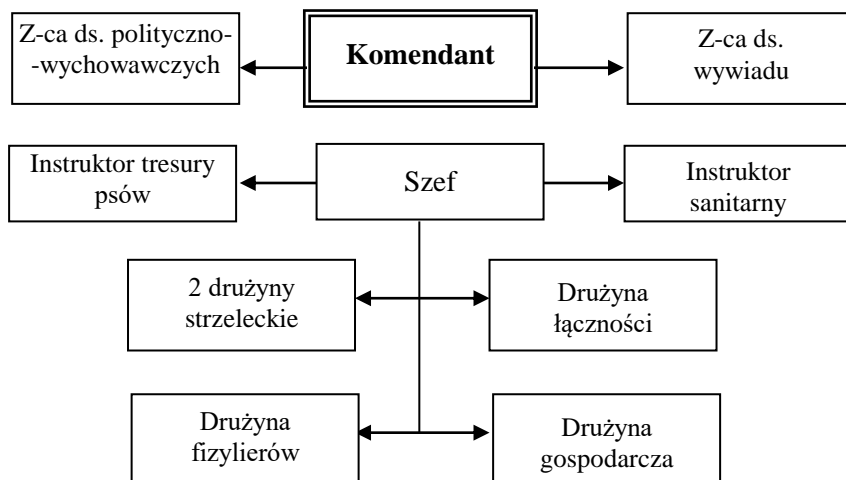 Z-ca ds. polityczno-
-wychowawczych
Komendant
Z-ca ds.
wywiadu
Instruktor tresury
psów
Szef
Instruktor
sanitarny
2 drużyny
strzeleckie
Drużyna
łączności
Drużyna
fizylierów
Drużyna
gospodarcza